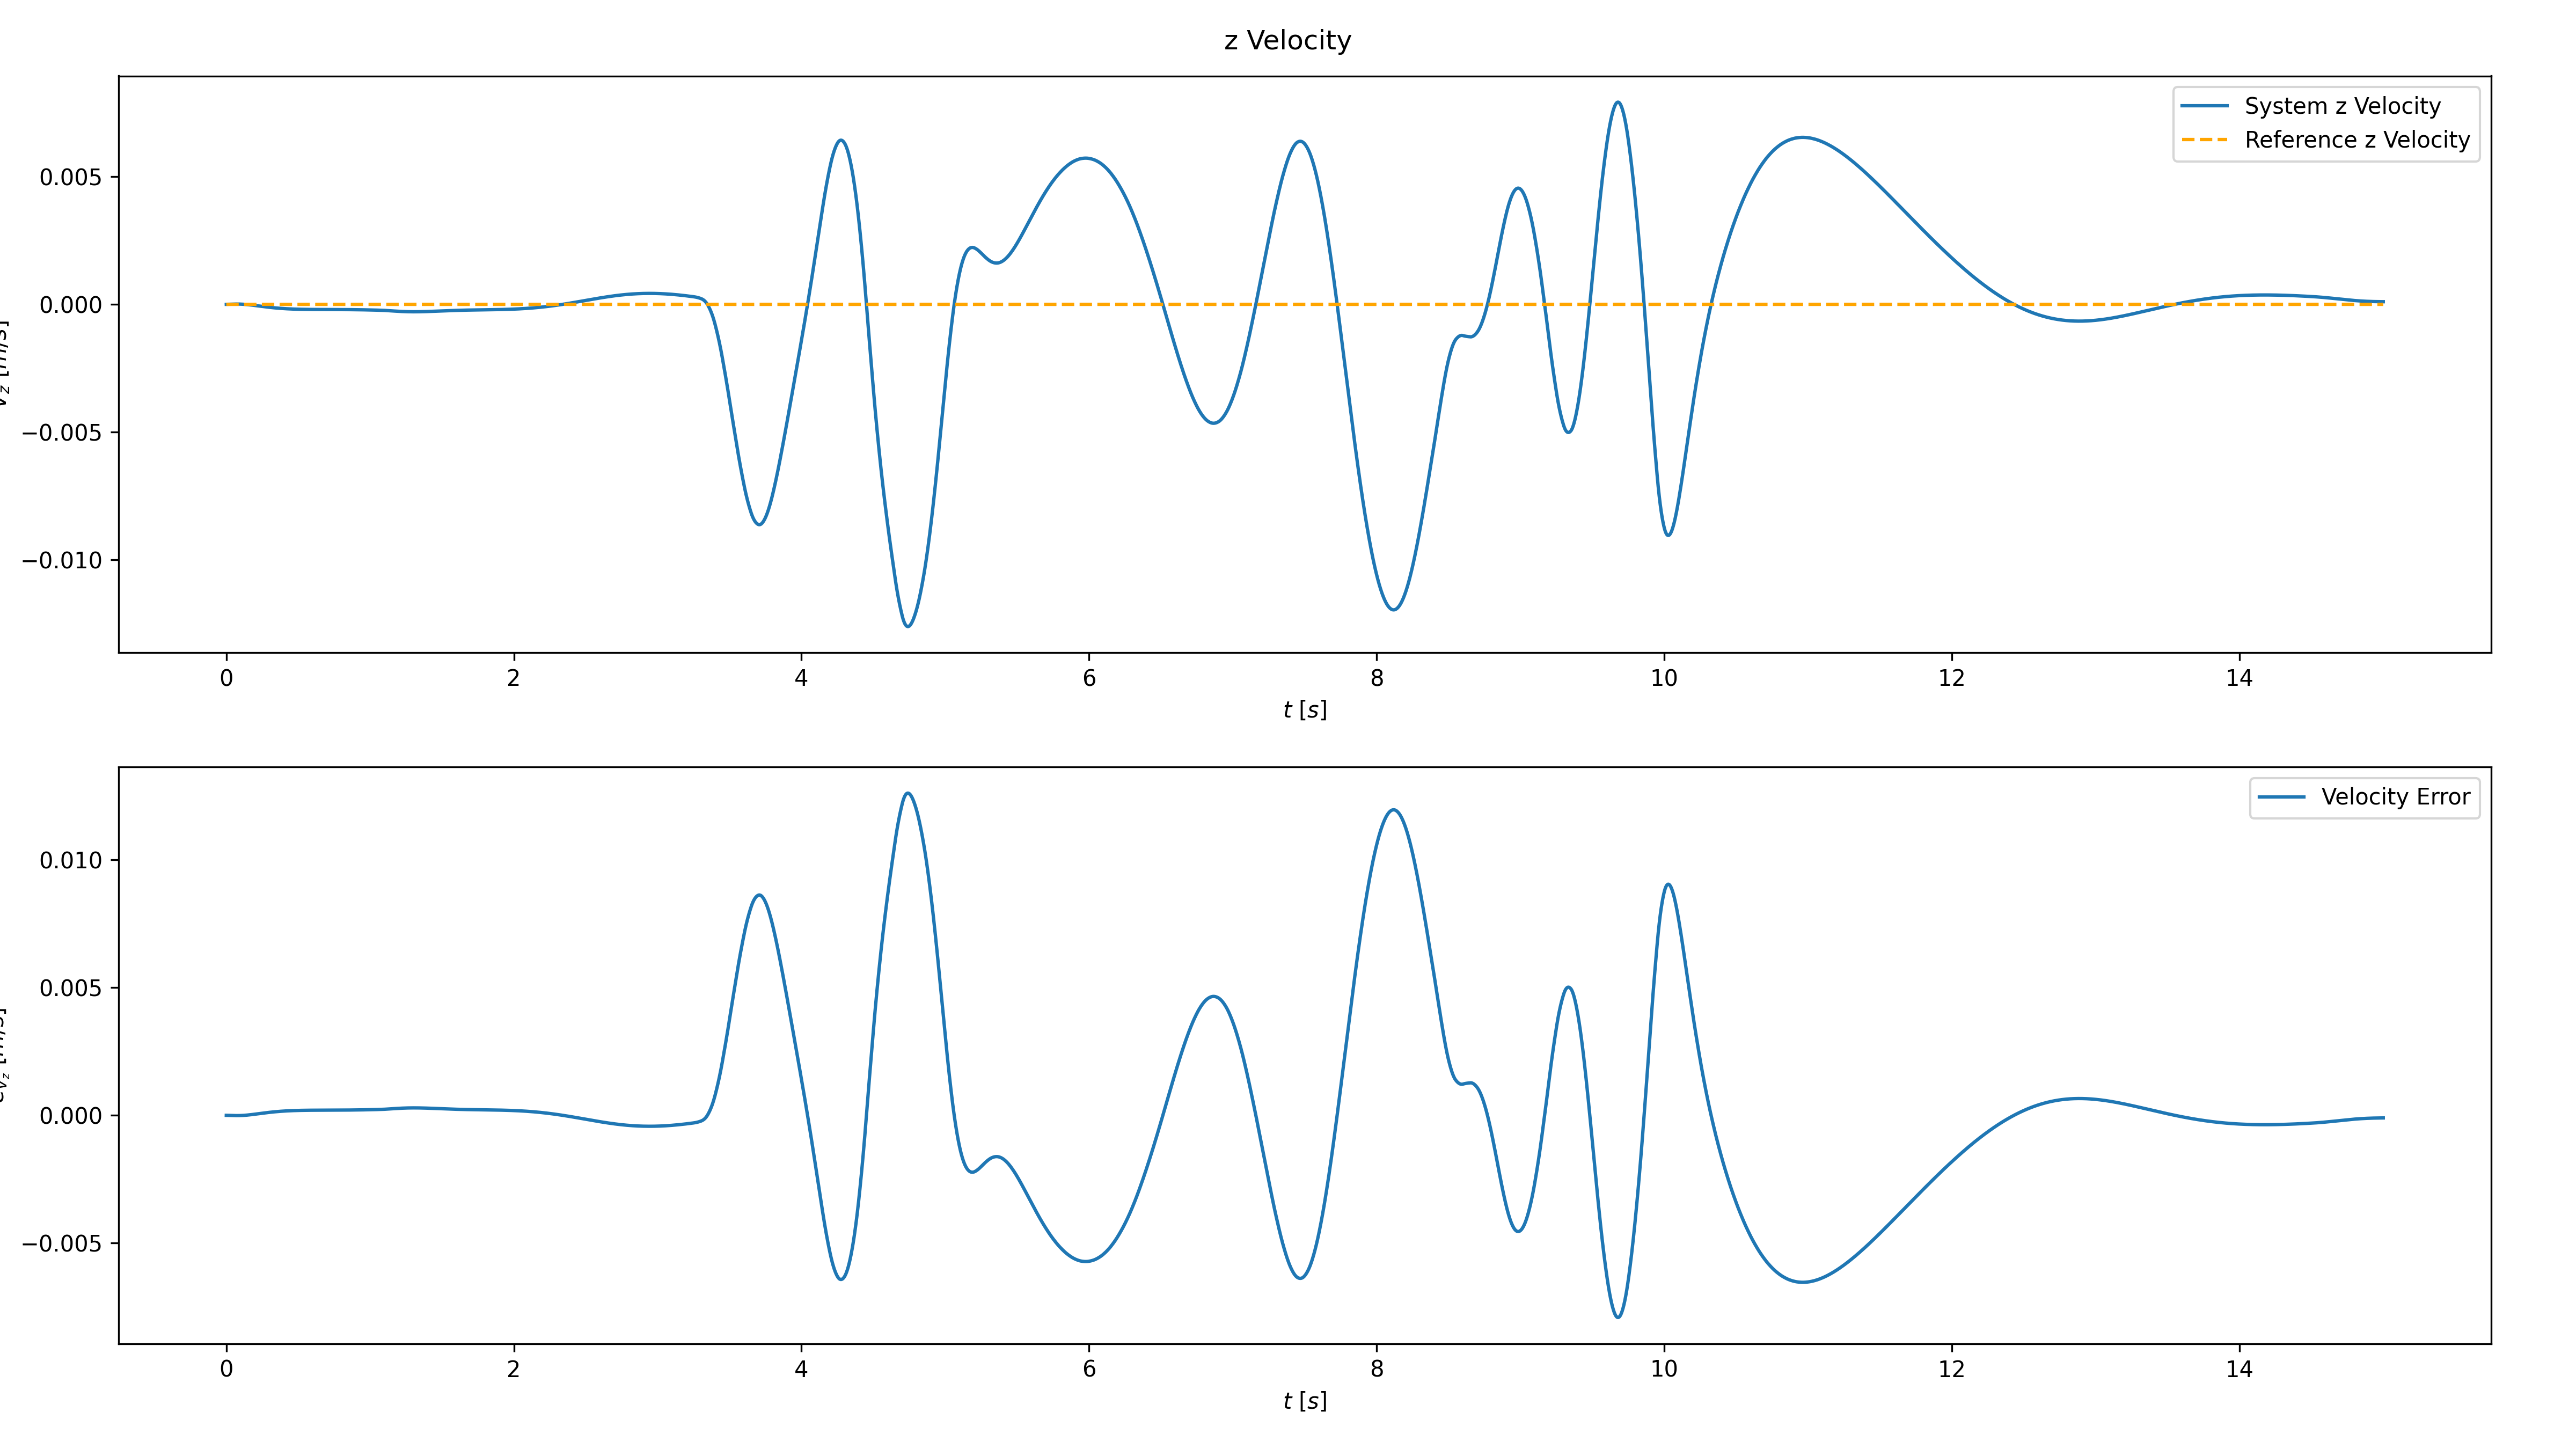 z Velocity
System z Velocity
Reference z Velocity
0.005
0.000
−0.005
−0.010
0 2 4 6 8 10 12 14
t [s]
Velocity Error
0.010
0.005
0.000
−0.005
0 2 4 6 8 10 12 14
t [s]